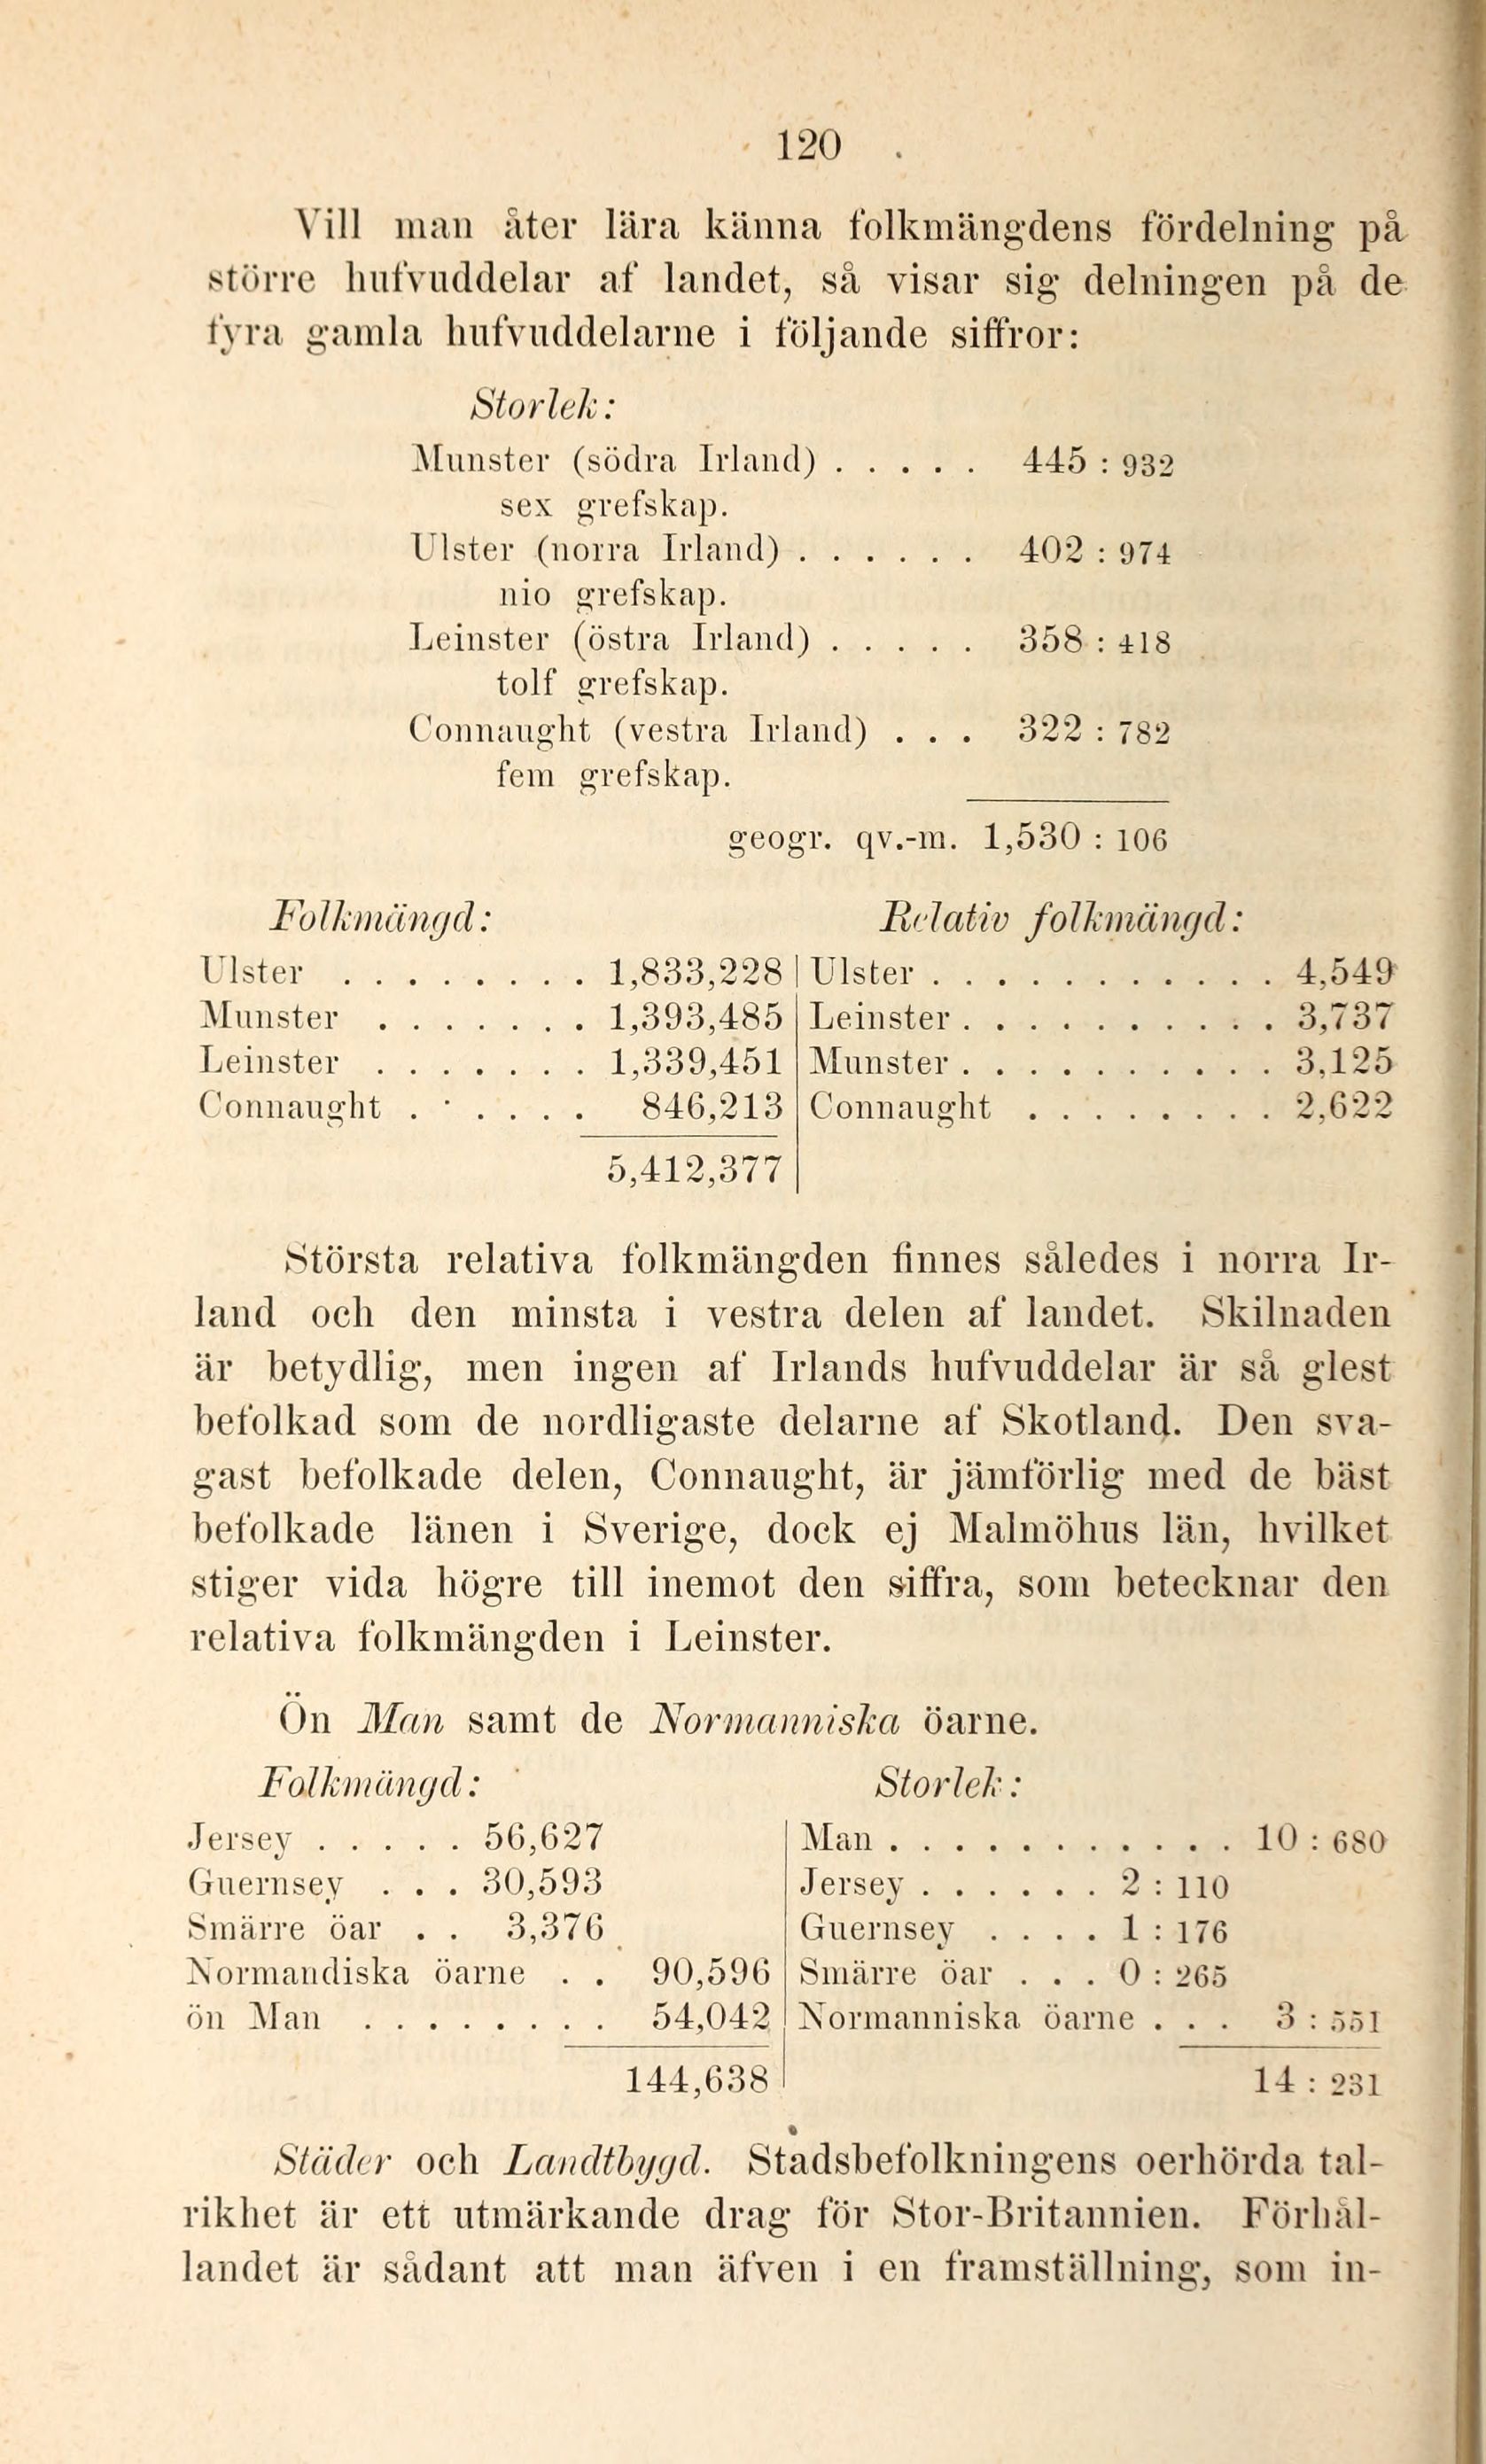 120
Vill man åter lära känna folkmängdens fördelning på
större hufvuddelar af landet, så visar sig delningen på de
fyra gamla hufvuddelarne i följande siffror:
Storlek:
Munster (södra Irland) . . . . . 445 : 932
sex grefskap.
Ulster (norra Irland) . . . . . . 402 : 974
nio grefskap.
Leinster (östra Irland) . . . . . 358 : 418
tolf grefskap.
Connaught (vestra Irland) . . . 322 : 782
fem grefskap.
geogr. qv.-m. 1,530 : 106
Folkmängd: Relativ folkmängd:
Ulster . . . . . . . . 1,833,228 | Ulster . . . . . . . . . . . 4,549
Munster . . . . . . . 1,393,485 | Leinster . . . . . . . . . . 3,737
Leinster . . . . . . . 1,339,451 | Munster . . . . . . . . . . 3,125
Connaught . . . . . . 846,213 | Connaught . . . . . . . . 2,622
5,412,377
Största relativa folkmängden finnes således i norra Ir-
land och den minsta i vestra delen af landet. Skilnaden
är betydlig, men ingen af Irlands hufvuddelar är så glest
befolkad som de nordligaste delarne af Skotland. Den sva-
gast befolkade delen, Connaught, är jämförlig med de bäst
befolkade länen i Sverige, dock ej Malmöhus län, hvilket
stiger vida högre till inemot den siffra, som betecknar den
relativa folkmängden i Leinster.
Ön Man samt de Normanniska öarne.
Folkmängd: Storlek:
Jersey . . . . . 56,627 | Man . . . . . . . . . . . 10 : 680
Guernsey . . . 30,593 | Jersey . . . . . . 2 : 110
Smärre öar . . 3,376 | Guernsey . . . . 1 : 176
Normandiska öarne . . 90,596 | Smärre öar . . . 0 : 265
ön Man . . . . . . . . 54,042 | Normanniska öarne . . . 3 : 551
144,638 | 14 : 231
Städer och Landtbygd. Stadsbefolkningens oerhörda tal-
rikhet är ett utmärkande drag för Stor-Britannien. Förhål-
landet är sådant att man äfven i en framställning, som in-